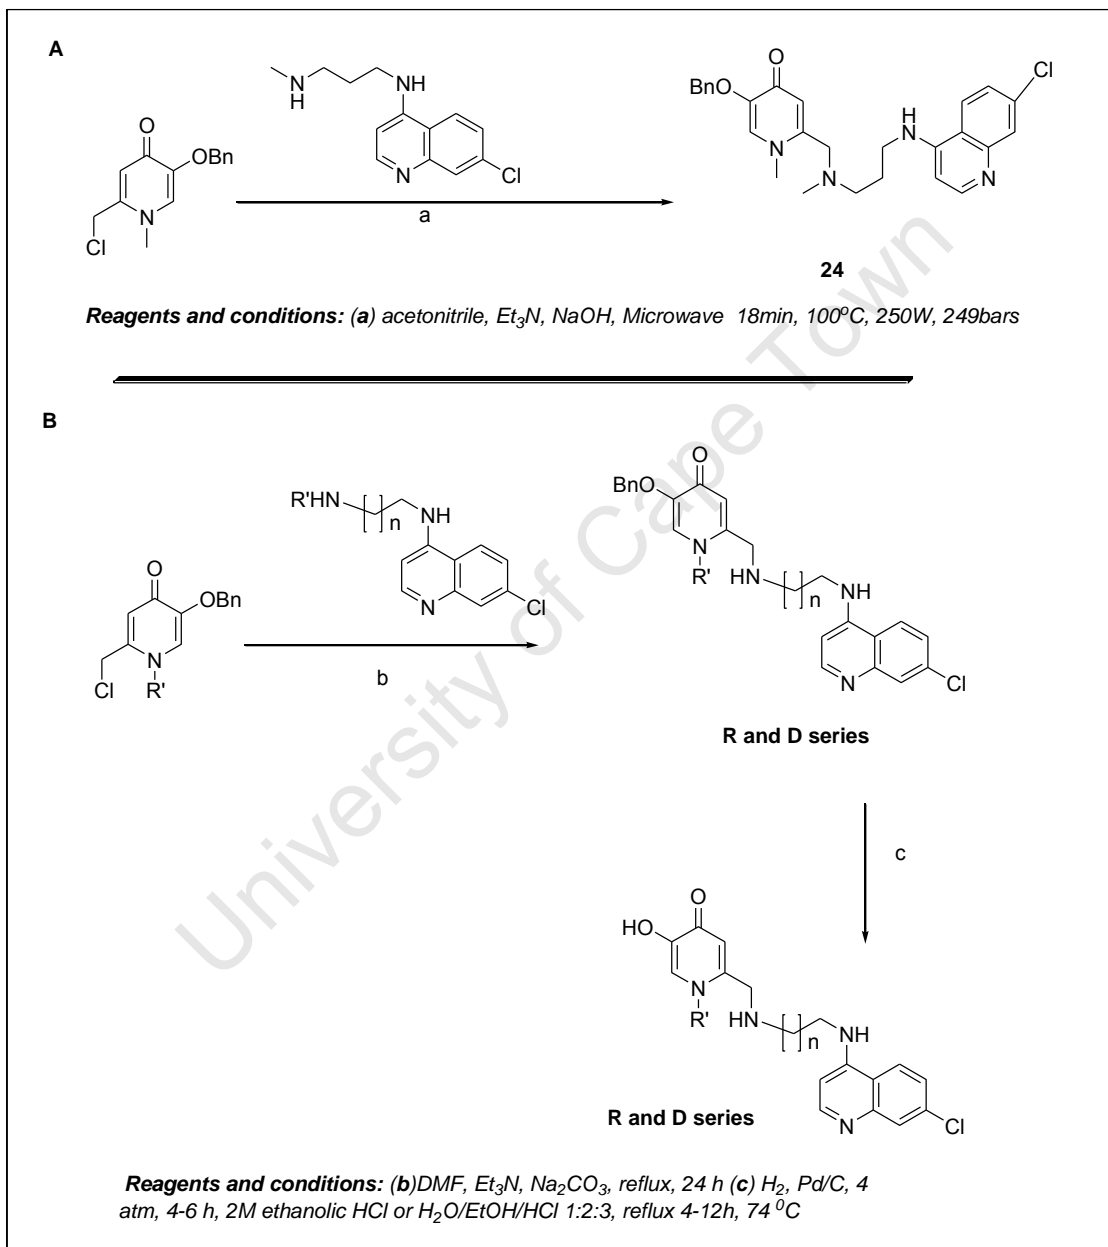 A
O
OBn
N
Cl
N
H
NH
N
Cl
a
O
BnO
N
N
HN
N
Cl
24
Reagents and conditions: (a) acetonitrile, Et3N, NaOH, Microwave 18min, 100oC, 250W, 249bars
B
O
OBn
N
R'
Cl
R'HN
n
NH
N
Cl
b
O
BnO
N
R'
HN
n
NH
N
Cl
R and D series
c
O
HO
N
R'
HN
n
NH
N
Cl
R and D series
Reagents and conditions: (b)DMF, Et3N, Na2CO3, reflux, 24 h (c) H2, Pd/C, 4
atm, 4-6 h, 2M ethanolic HCl or H2O/EtOH/HCl 1:2:3, reflux 4-12h, 74 0C
University of Cape Town